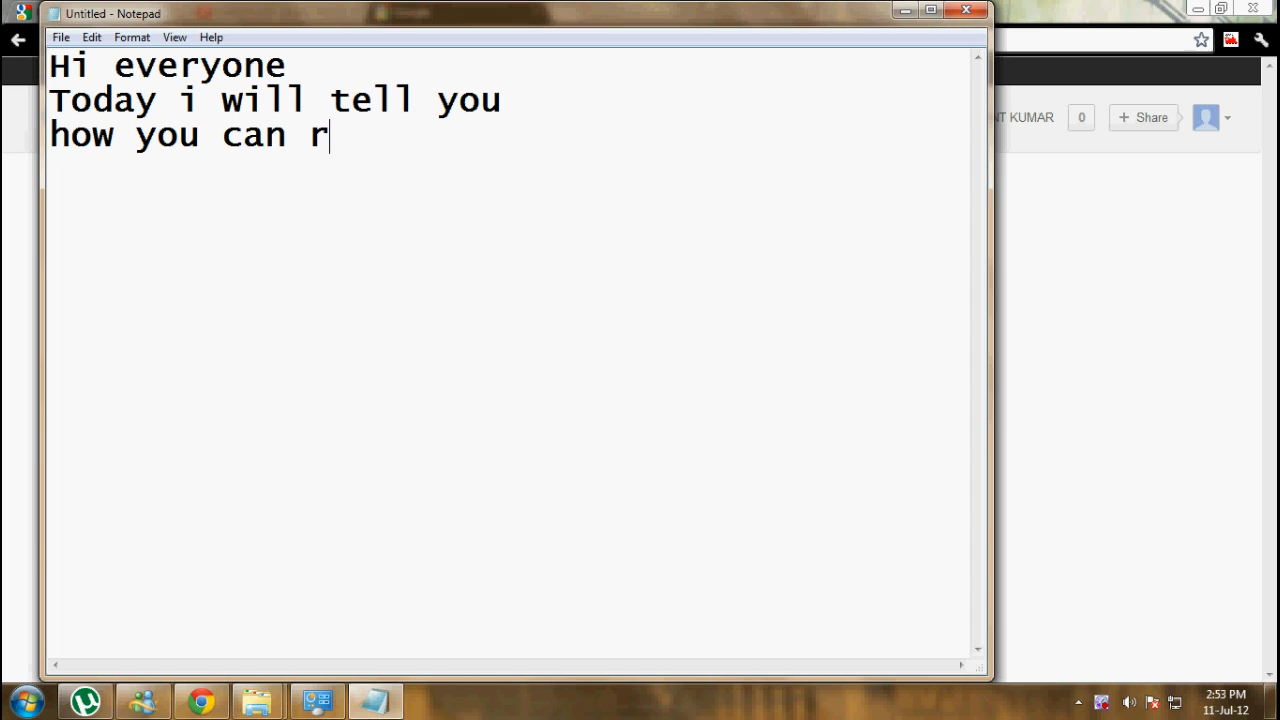 Untitled - Notepad
File Edit Format View Help
Hi everyone
Today i will tell you
how you can r
KUMAR 0 + Share
2:53 PM
11-Jul-12